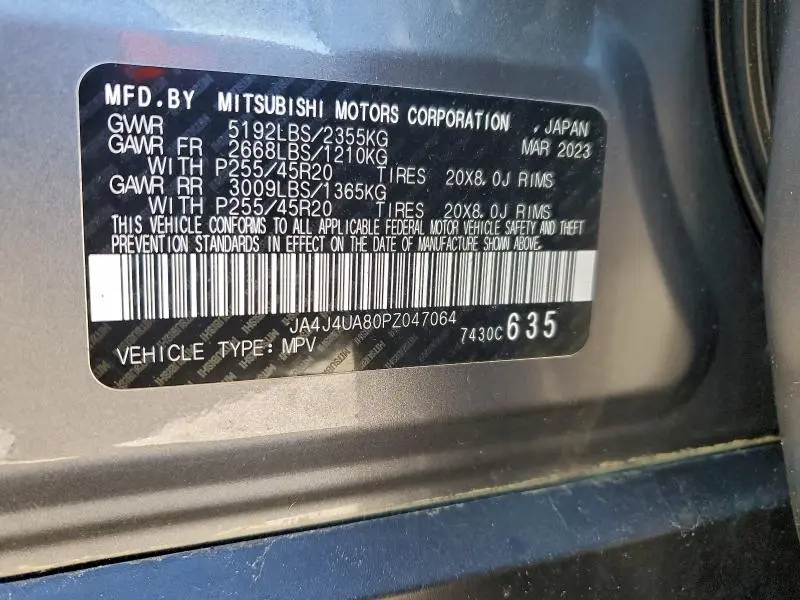 MFD.BY MITSUBISHI MOTORS CORPORATION , JAPAN
GVWR 5192LBS/2355KG MAR 2023
GAWR FR 2668LBS/1210KG
WITH P255/45R20 TIRES 20X8.0J RIMS
GAWR RR 3009LBS/1365KG
WITH P255/45R20 TIRES 20X8.0J RIMS
THIS VEHICLE CONFORMS TO ALL APPLICABLE FEDERAL MOTOR VEHICLE SAFETY AND THEFT
PREVENTION STANDARDS IN EFFECT ON THE DATE OF MANUFACTURE SHOWN ABOVE.
JA4J4UA80PZ047064
VEHICLE TYPE: MPV 7430C 635